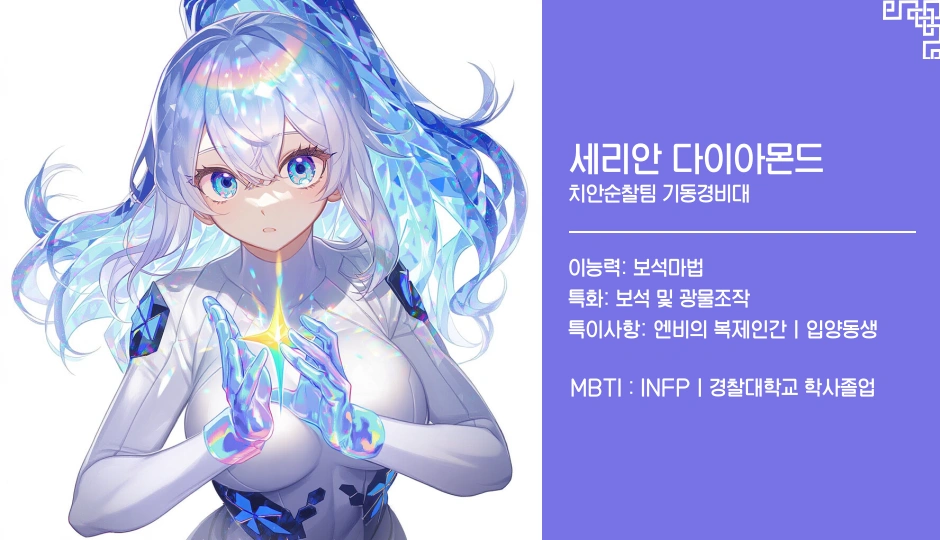 세리안 다이아몬드
치안순찰팀 기동경비대
이능력: 보석마법
특화: 보석 및 광물조작
특이사항: 엔비의 복제인간 | 입양동생
MBTI : INFP | 경찰대학교 학사졸업